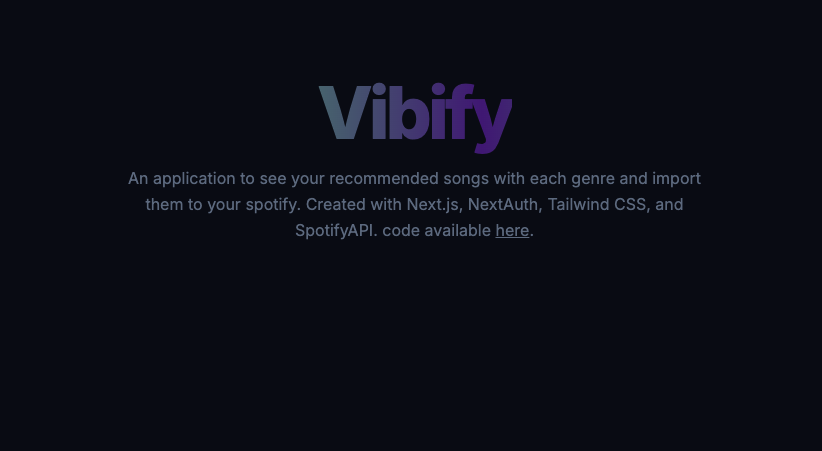 Vibify
An application to see your recommended songs with each genre and import
them to your spotify. Created with Next.js, NextAuth, Tailwind CSS, and
SpotifyAPI. code available here.